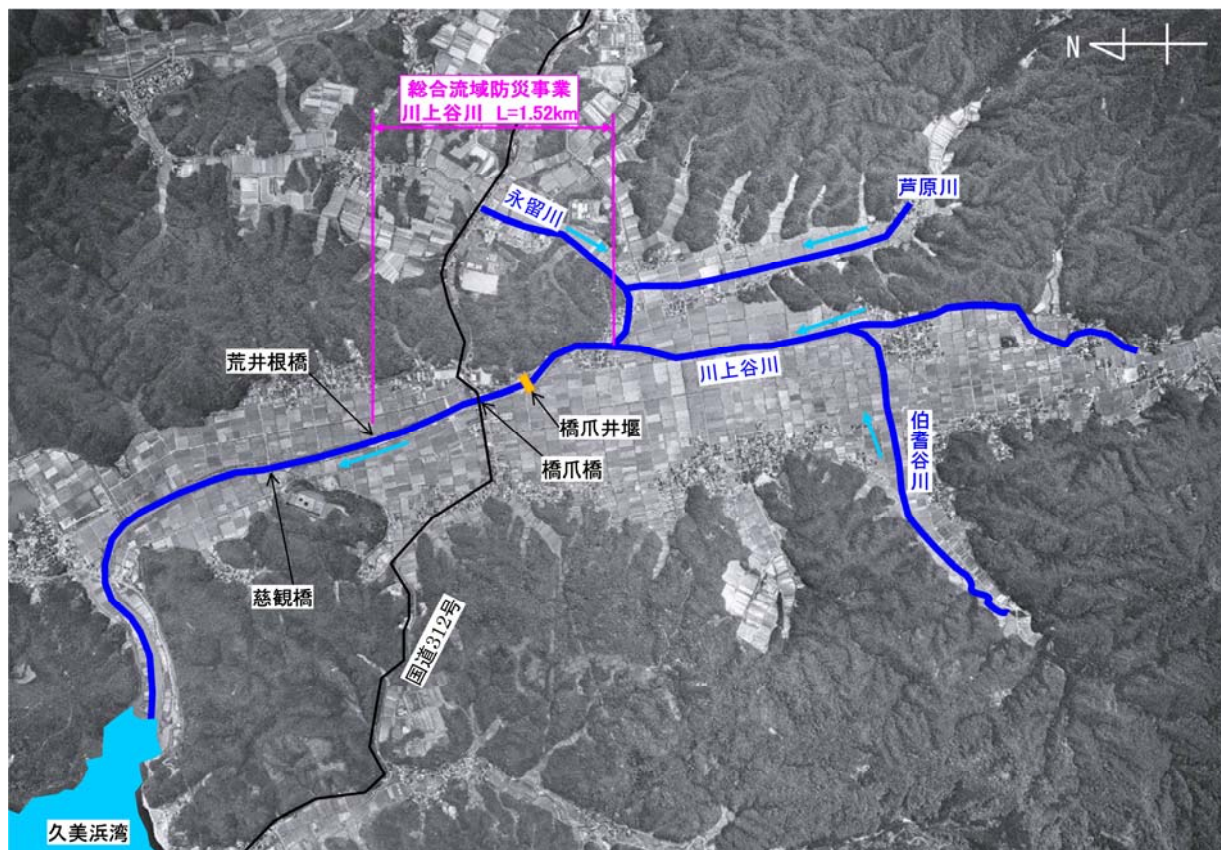 N
総合流域防災事業
川上谷川 L=1.52km
永留川
芦原川
荒井根橋
川上谷川
橋爪井堰
橋爪橋
伯耆谷川
慈観橋
国道312号
久美浜湾